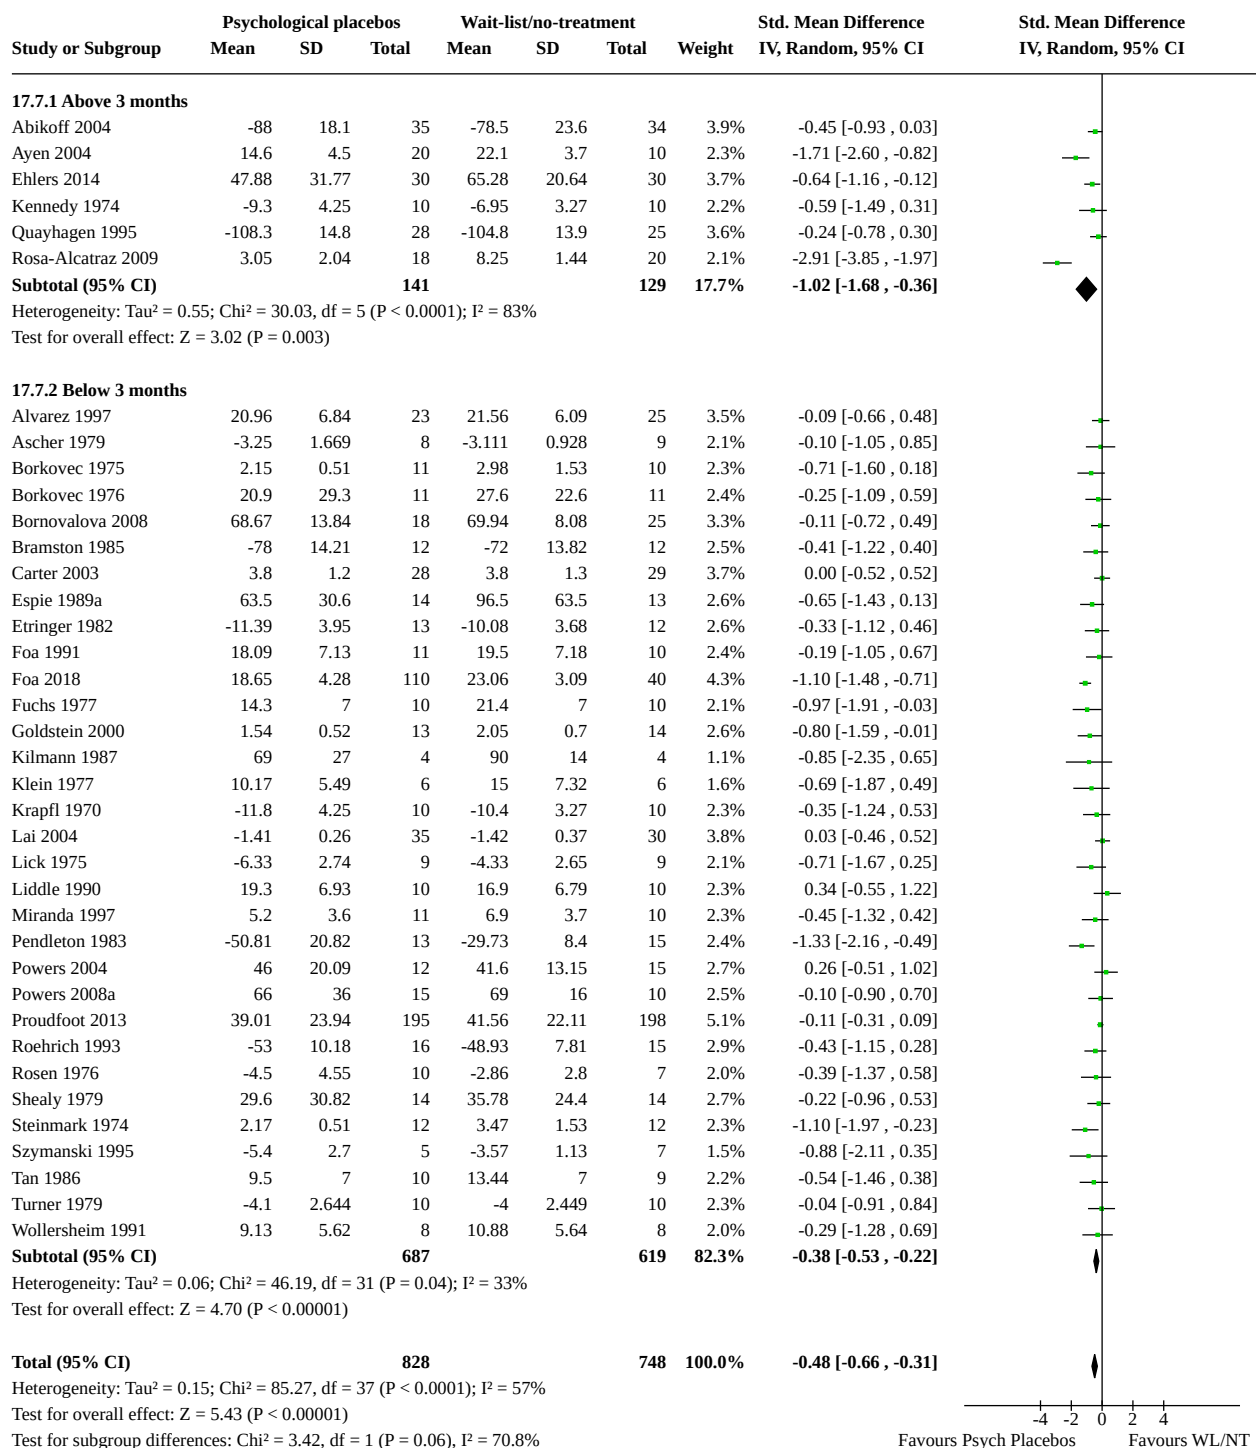 Psychological placebos Wait-list/no-treatment Std. Mean Difference Std. Mean Difference
Study or Subgroup Mean SD Total Mean SD Total Weight IV, Random, 95% CI IV, Random, 95% CI
17.7.1 Above 3 months
Abikoff 2004 -88 18.1 35 -78.5 23.6 34 3.9% -0.45 [-0.93 , 0.03]
Ayen 2004 14.6 4.5 20 22.1 3.7 10 2.3% -1.71 [-2.60 , -0.82]
Ehlers 2014 47.88 31.77 30 65.28 20.64 30 3.7% -0.64 [-1.16 , -0.12]
Kennedy 1974 -9.3 4.25 10 -6.95 3.27 10 2.2% -0.59 [-1.49 , 0.31]
Quayhagen 1995 -108.3 14.8 28 -104.8 13.9 25 3.6% -0.24 [-0.78 , 0.30]
Rosa-Alcatraz 2009 3.05 2.04 18 8.25 1.44 20 2.1% -2.91 [-3.85 , -1.97]
Subtotal (95% CI) 141 129 17.7% -1.02 [-1.68 , -0.36]
Heterogeneity: Tau² = 0.55; Chi² = 30.03, df = 5 (P < 0.0001); I² = 83%
Test for overall effect: Z = 3.02 (P = 0.003)
17.7.2 Below 3 months
Alvarez 1997 20.96 6.84 23 21.56 6.09 25 3.5% -0.09 [-0.66 , 0.48]
Ascher 1979 -3.25 1.669 8 -3.111 0.928 9 2.1% -0.10 [-1.05 , 0.85]
Borkovec 1975 2.15 0.51 11 2.98 1.53 10 2.3% -0.71 [-1.60 , 0.18]
Borkovec 1976 20.9 29.3 11 27.6 22.6 11 2.4% -0.25 [-1.09 , 0.59]
Bornovalova 2008 68.67 13.84 18 69.94 8.08 25 3.3% -0.11 [-0.72 , 0.49]
Bramston 1985 -78 14.21 12 -72 13.82 12 2.5% -0.41 [-1.22 , 0.40]
Carter 2003 3.8 1.2 28 3.8 1.3 29 3.7% 0.00 [-0.52 , 0.52]
Espie 1989a 63.5 30.6 14 96.5 63.5 13 2.6% -0.65 [-1.43 , 0.13]
Etringer 1982 -11.39 3.95 13 -10.08 3.68 12 2.6% -0.33 [-1.12 , 0.46]
Foa 1991 18.09 7.13 11 19.5 7.18 10 2.4% -0.19 [-1.05 , 0.67]
Foa 2018 18.65 4.28 110 23.06 3.09 40 4.3% -1.10 [-1.48 , -0.71]
Fuchs 1977 14.3 7 10 21.4 7 10 2.1% -0.97 [-1.91 , -0.03]
Goldstein 2000 1.54 0.52 13 2.05 0.7 14 2.6% -0.80 [-1.59 , -0.01]
Kilmann 1987 69 27 4 90 14 4 1.1% -0.85 [-2.35 , 0.65]
Klein 1977 10.17 5.49 6 15 7.32 6 1.6% -0.69 [-1.87 , 0.49]
Krapfl 1970 -11.8 4.25 10 -10.4 3.27 10 2.3% -0.35 [-1.24 , 0.53]
Lai 2004 -1.41 0.26 35 -1.42 0.37 30 3.8% 0.03 [-0.46 , 0.52]
Lick 1975 -6.33 2.74 9 -4.33 2.65 9 2.1% -0.71 [-1.67 , 0.25]
Liddle 1990 19.3 6.93 10 16.9 6.79 10 2.3% 0.34 [-0.55 , 1.22]
Miranda 1997 5.2 3.6 11 6.9 3.7 10 2.3% -0.45 [-1.32 , 0.42]
Pendleton 1983 -50.81 20.82 13 -29.73 8.4 15 2.4% -1.33 [-2.16 , -0.49]
Powers 2004 46 20.09 12 41.6 13.15 15 2.7% 0.26 [-0.51 , 1.02]
Powers 2008a 66 36 15 69 16 10 2.5% -0.10 [-0.90 , 0.70]
Proudfoot 2013 39.01 23.94 195 41.56 22.11 198 5.1% -0.11 [-0.31 , 0.09]
Roehrich 1993 -53 10.18 16 -48.93 7.81 15 2.9% -0.43 [-1.15 , 0.28]
Rosen 1976 -4.5 4.55 10 -2.86 2.8 7 2.0% -0.39 [-1.37 , 0.58]
Shealy 1979 29.6 30.82 14 35.78 24.4 14 2.7% -0.22 [-0.96 , 0.53]
Steinmark 1974 2.17 0.51 12 3.47 1.53 12 2.3% -1.10 [-1.97 , -0.23]
Szymanski 1995 -5.4 2.7 5 -3.57 1.13 7 1.5% -0.88 [-2.11 , 0.35]
Tan 1986 9.5 7 10 13.44 7 9 2.2% -0.54 [-1.46 , 0.38]
Turner 1979 -4.1 2.644 10 -4 2.449 10 2.3% -0.04 [-0.91 , 0.84]
Wollersheim 1991 9.13 5.62 8 10.88 5.64 8 2.0% -0.29 [-1.28 , 0.69]
Subtotal (95% CI) 687 619 82.3% -0.38 [-0.53 , -0.22]
Heterogeneity: Tau² = 0.06; Chi² = 46.19, df = 31 (P = 0.04); I² = 33%
Test for overall effect: Z = 4.70 (P < 0.00001)
Total (95% CI) 828 748 100.0% -0.48 [-0.66 , -0.31]
Heterogeneity: Tau² = 0.15; Chi² = 85.27, df = 37 (P < 0.0001); I² = 57%
Test for overall effect: Z = 5.43 (P < 0.00001)
-4 -2 0 2 4
Test for subgroup differences: Chi² = 3.42, df = 1 (P = 0.06), I² = 70.8% Favours Psych Placebos Favours WL/NT